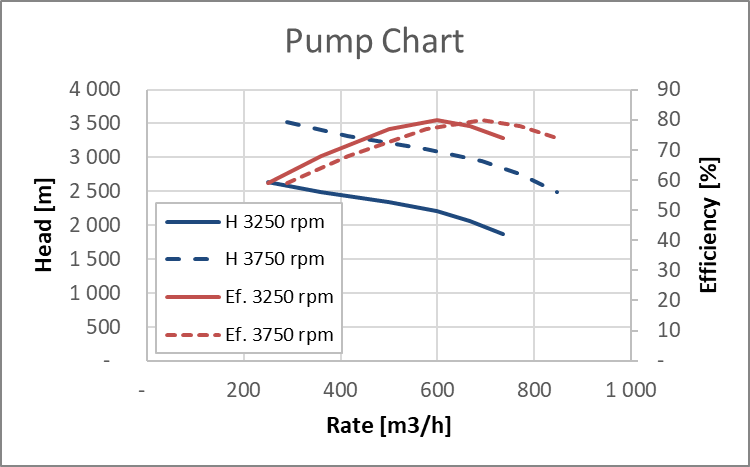 Pump Chart
4 000
3 500
3 000
2 500
2 000
1 500
1 000
500
-
Head [m]
H 3250 rpm
H 3750 rpm
Ef. 3250 rpm
Ef. 3750 rpm
90
80
70
60
50
40
30
20
10
-
Efficiency [%]
- 200 400 600 800 1 000
Rate [m3/h]